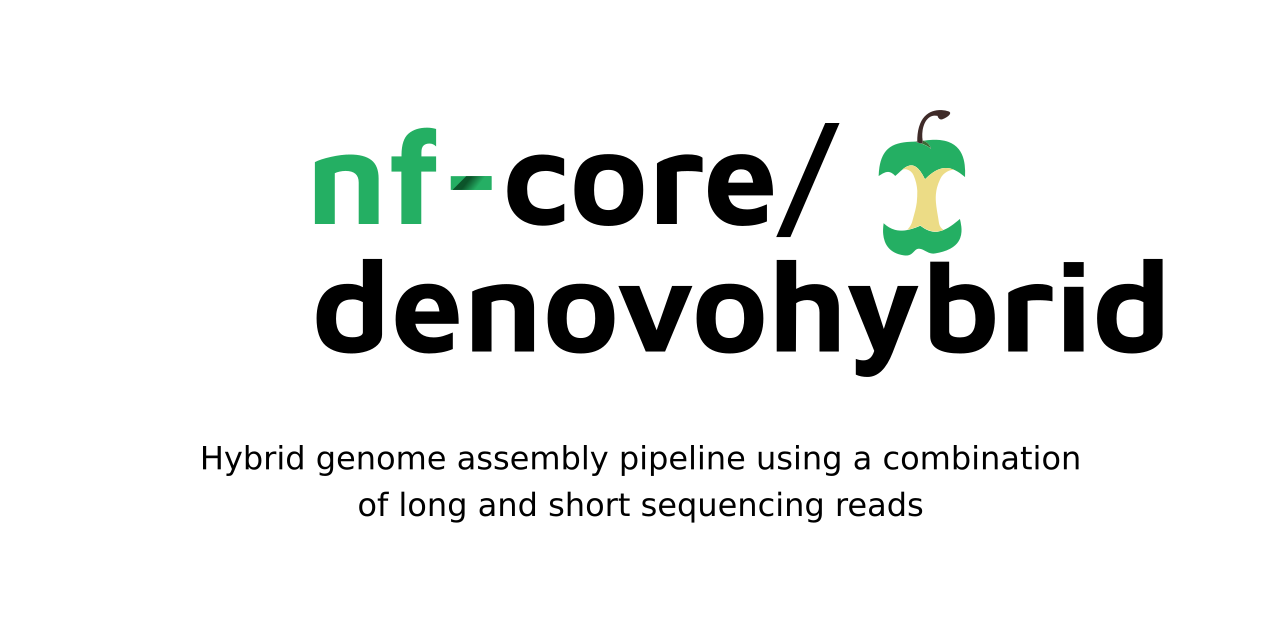 nf-core/
denovohybrid
Hybrid genome assembly pipeline using a combination
of long and short sequencing reads